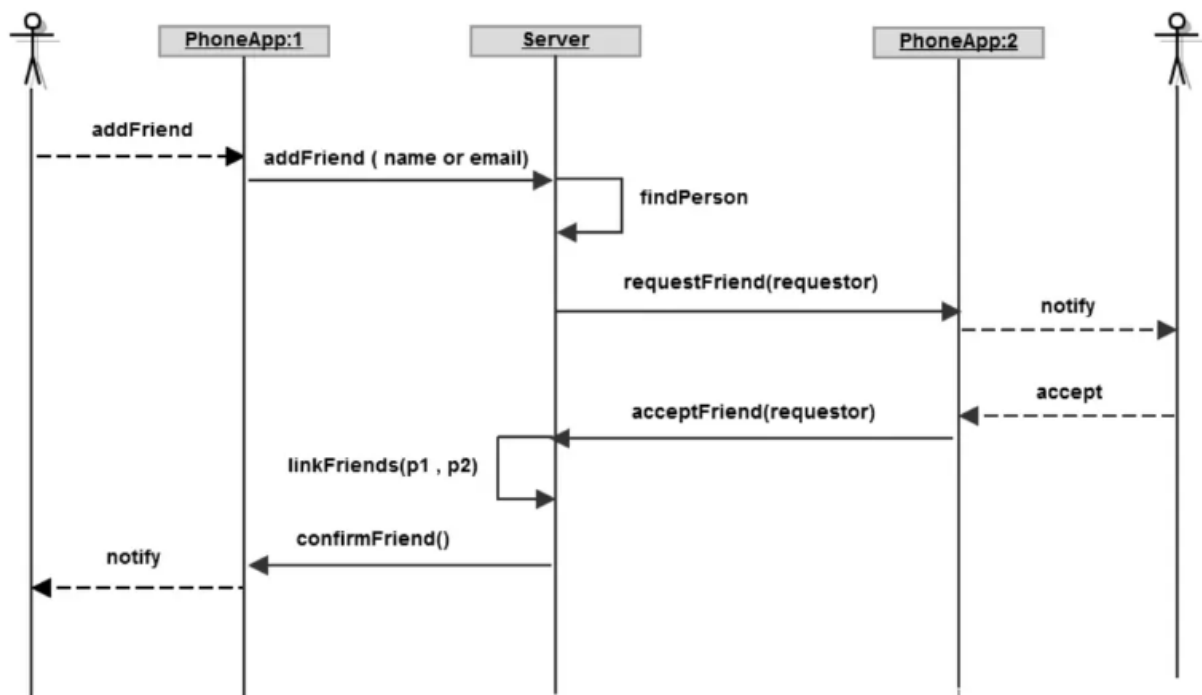 PhoneApp:1
Server
PhoneApp:2
addFriend
addFriend ( name or email)
findPerson
requestFriend(requestor)
notify
accept
acceptFriend(requestor)
linkFriends(p1 , p2)
confirmFriend()
notify